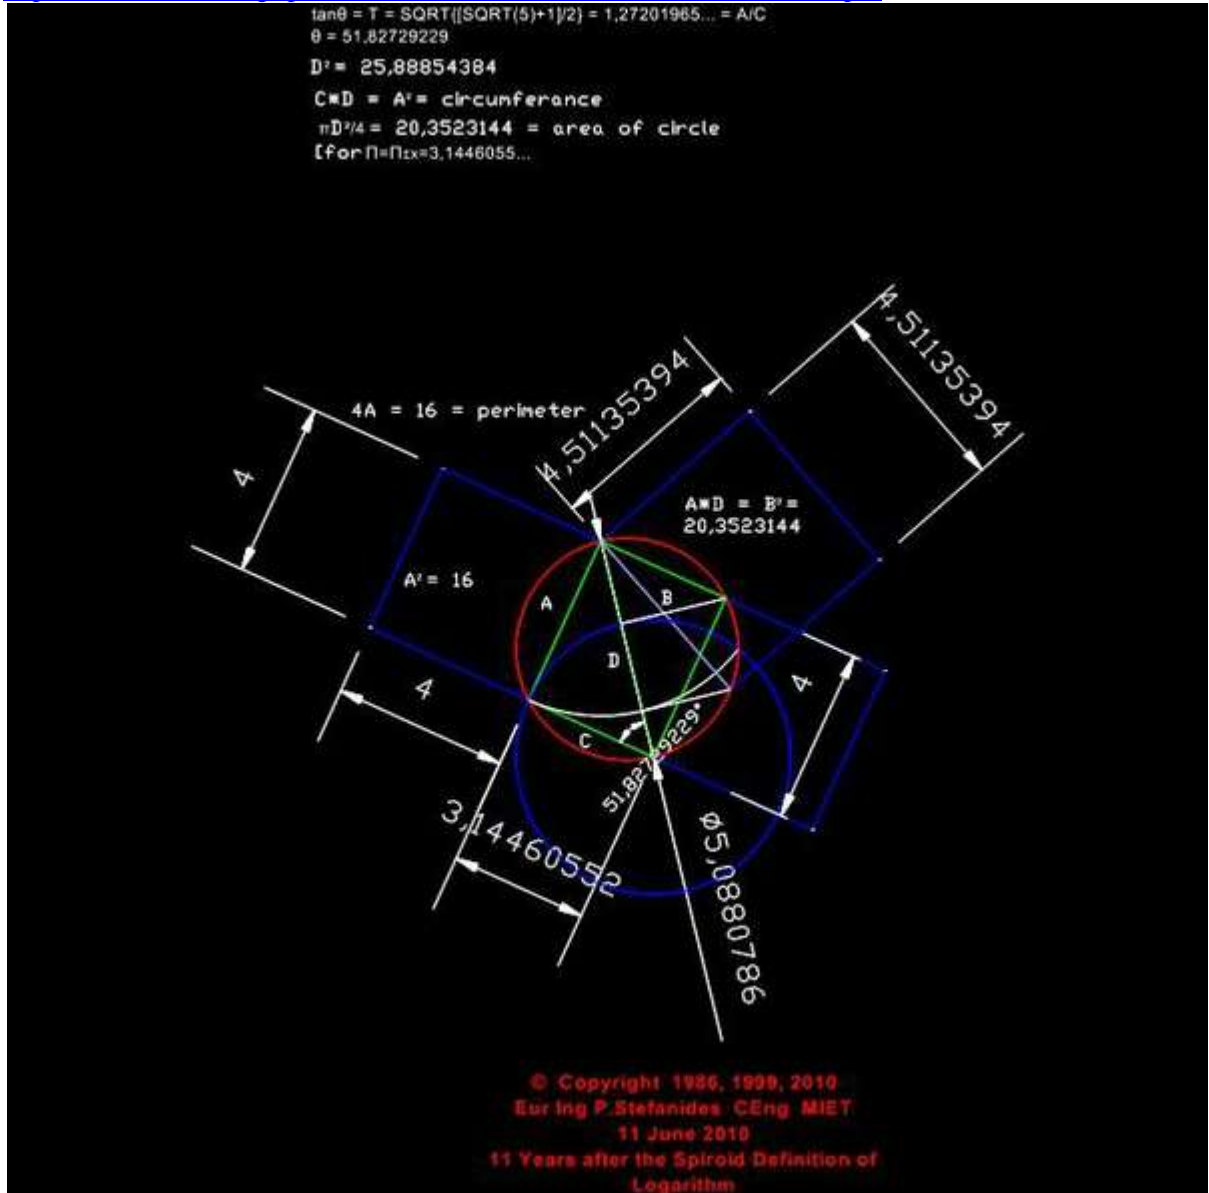 tanθ = T = SQRT{[SQRT(5)+1]/2} = 1,27201965... = A/C
θ = 51,82729229
D² = 25,88854384
C*D = A² = circumferance
πD²/4 = 20,3523144 = area of circle
[for Π=Πxx=3,1446055...
4,51135394
4,51135394
4A = 16 = perimeter
4
A*D = B² =
20,3523144
A² = 16
A
B
D
4
4
C
51,82729229°
3,14460552
Ø5,0880786
© Copyright 1986, 1999, 2010
Eur Ing P.Stefanides CEng MIET
11 June 2010
11 Years after the Spiroid Definition of
Logarithm